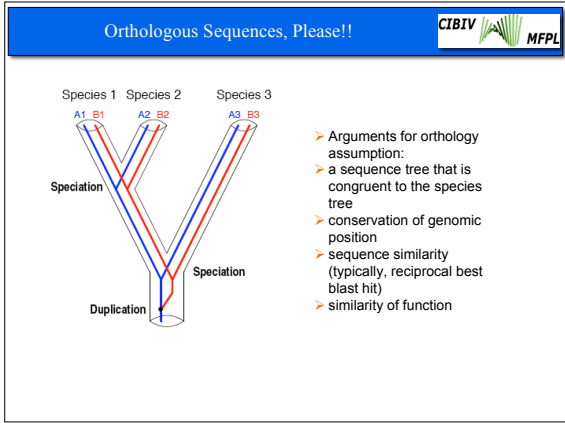 Orthologous Sequences, Please!!
CIBIV
MFPL
Species 1 Species 2 Species 3
A1 B1 A2 B2 A3 B3
Speciation
Speciation
Duplication
Arguments for orthology
assumption:
a sequence tree that is
congruent to the species
tree
conservation of genomic
position
sequence similarity
(typically, reciprocal best
blast hit)
similarity of function